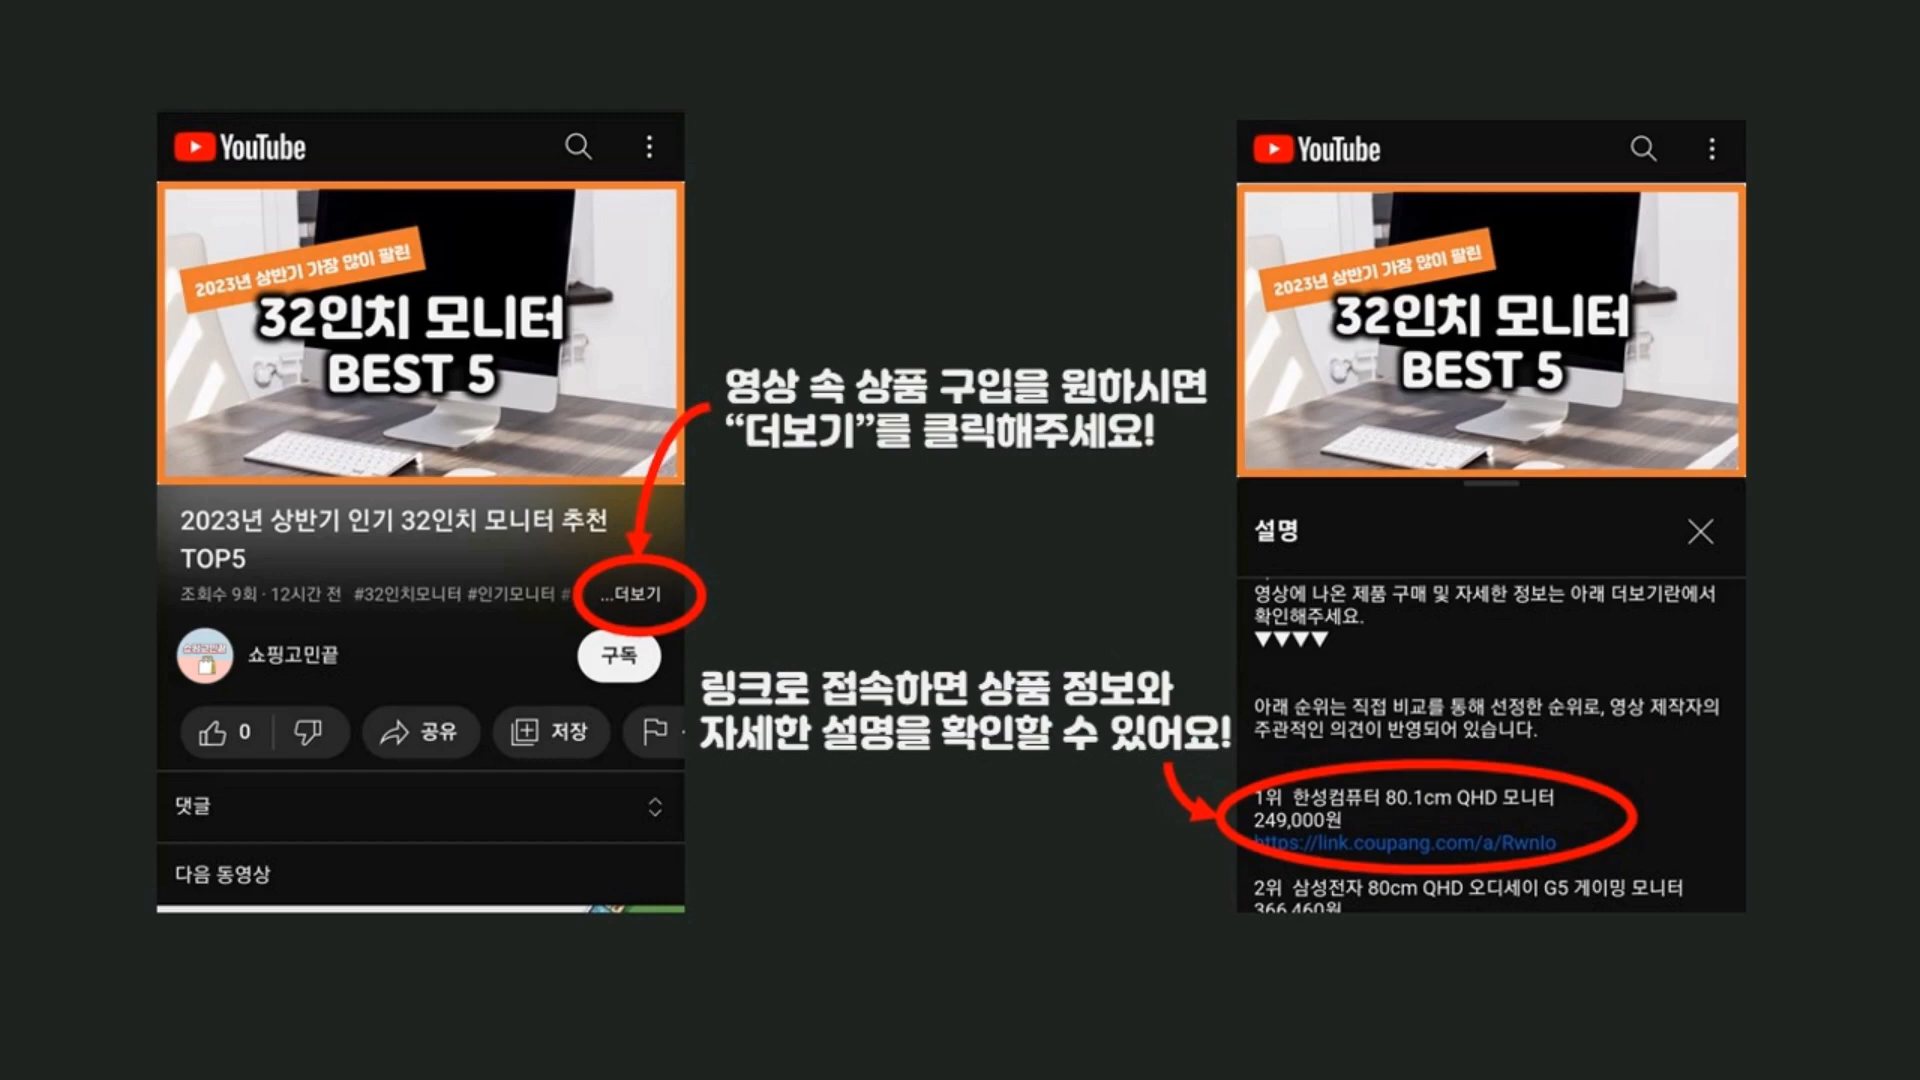 YouTube
2023년 상반기 가장 많이 팔린
32인치 모니터
BEST 5
2023년 상반기 인기 32인치 모니터 추천
TOP5
조회수 9회 · 12시간 전 #32인치모니터 #인기모니터 # ...더보기
쇼핑고민끝
쇼핑고민끝
구독
0
공유
저장
댓글
다음 동영상
영상 속 상품 구입을 원하시면
“더보기”를 클릭해주세요!
링크로 접속하면 상품 정보와
자세한 설명을 확인할 수 있어요!
YouTube
2023년 상반기 가장 많이 팔린
32인치 모니터
BEST 5
설명
영상에 나온 제품 구매 및 자세한 정보는 아래 더보기란에서
확인해주세요.
▼▼▼▼
아래 순위는 직접 비교를 통해 선정한 순위로, 영상 제작자의
주관적인 의견이 반영되어 있습니다.
1위 한성컴퓨터 80.1cm QHD 모니터
249,000원
https://link.coupang.com/a/Rwnlo
2위 삼성전자 80cm QHD 오디세이 G5 게이밍 모니터
366,460원